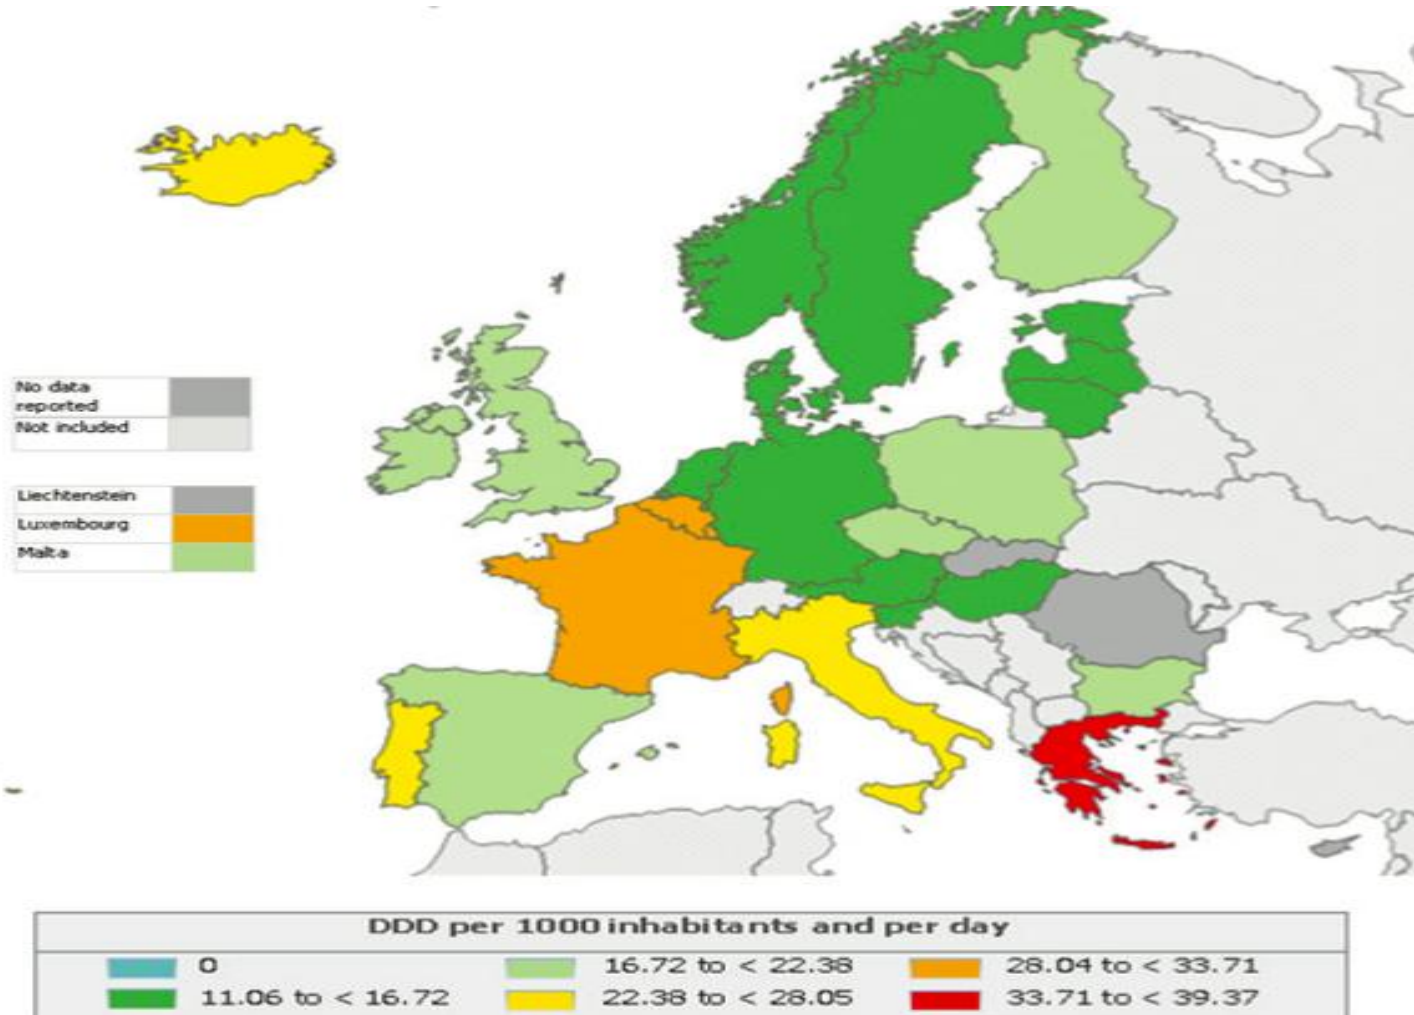 No data
reported
Not included
Liechtenstein
Luxembourg
Malta
DDD per 1000 inhabitants and per day
0
16.72 to < 22.38
28.04 to < 33.71
11.06 to < 16.72
22.38 to < 28.05
33.71 to < 39.37